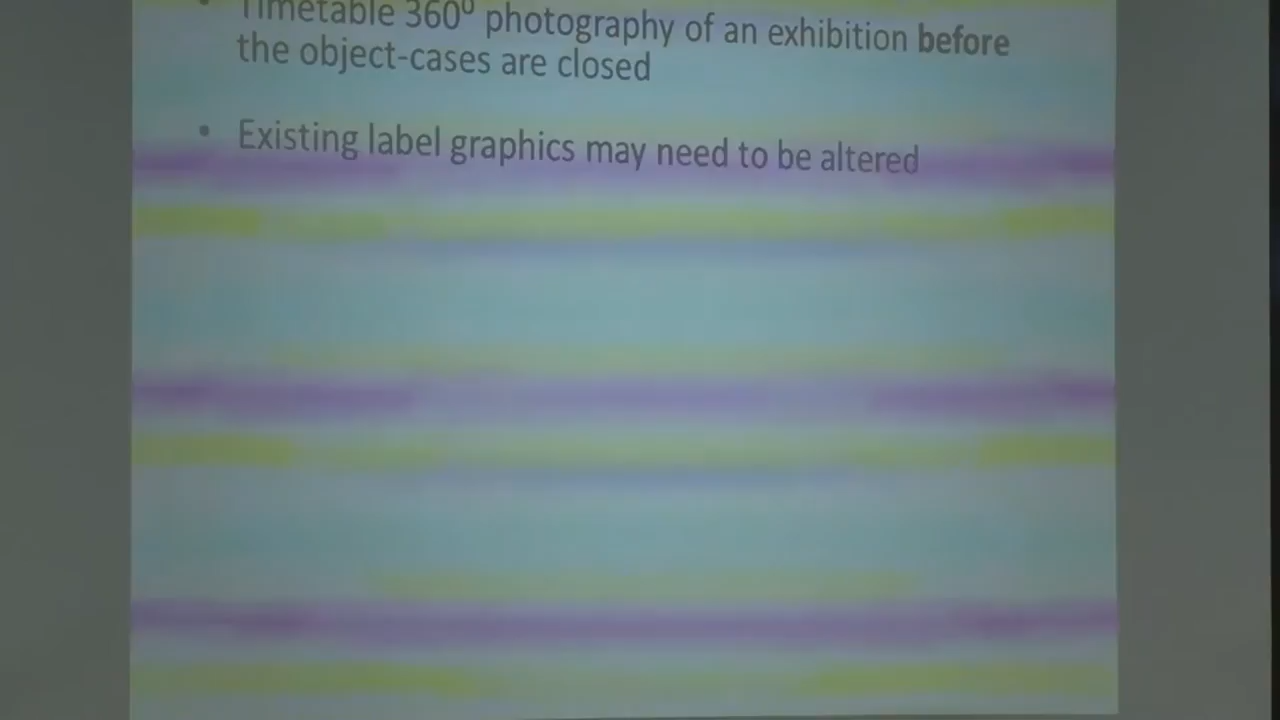 • Timetable 360⁰ photography of an exhibition before
the object-cases are closed
• Existing label graphics may need to be altered